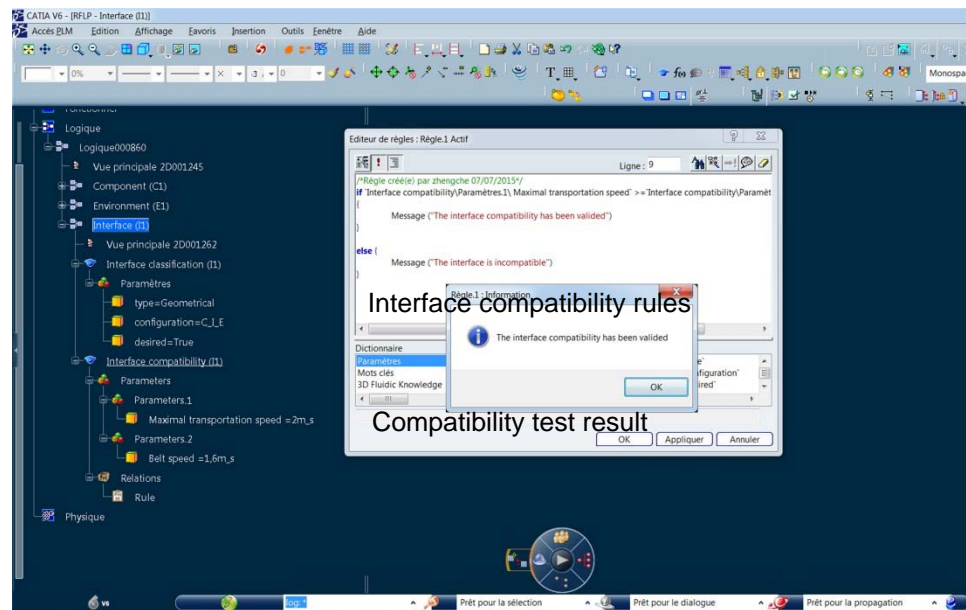 CATIA V6 - [RFLP - Interface (I1)]
Accès PLM Edition Affichage Favoris Insertion Outils Fenêtre Aide
0% 0 Monospa
Logique
Logique000860
Vue principale 2D001245
Component (C1)
Environment (E1)
Interface (I1)
Vue principale 2D001262
Interface classification (I1)
Paramètres
type=Geometrical
configuration=C_I_E
desired=True
Interface compatibility (I1)
Parameters
Parameters.1
Maximal transportation speed =2m_s
Parameters.2
Belt speed =1,6m_s
Relations
Rule
Physique
Editeur de règles : Règle.1 Actif
Ligne : 9
/*Règle créé(e) par zhengche 07/07/2015*/
if `Interface compatibility\Paramètres.1\ Maximal transportation speed` >=`Interface compatibility\Paramèt
{
Message ("The interface compatibility has been valided")
}
else {
Message ("The interface is incompatible")
}
Interface compatibility rules
Règle.1 : Information
The interface compatibility has been valided
OK
Dictionnaire
Paramètres
Mots clés
3D Fluidic Knowledge
Compatibility test result
OK Appliquer Annuler
vs
log: *
Prêt pour la sélection
Prêt pour le dialogue
Prêt pour la propagation